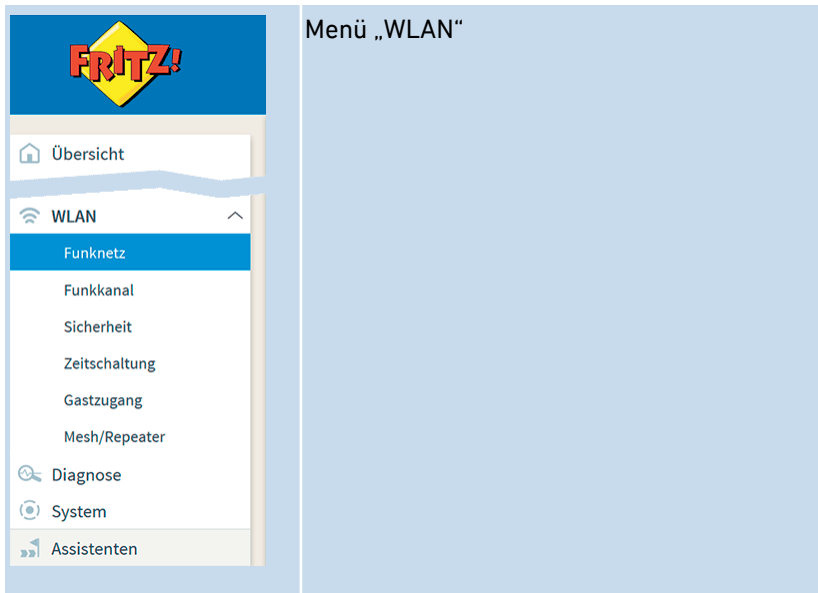 FRITZ!
Menü „WLAN“
Übersicht
WLAN
Funknetz
Funkkanal
Sicherheit
Zeitschaltung
Gastzugang
Mesh/Repeater
Diagnose
System
Assistenten